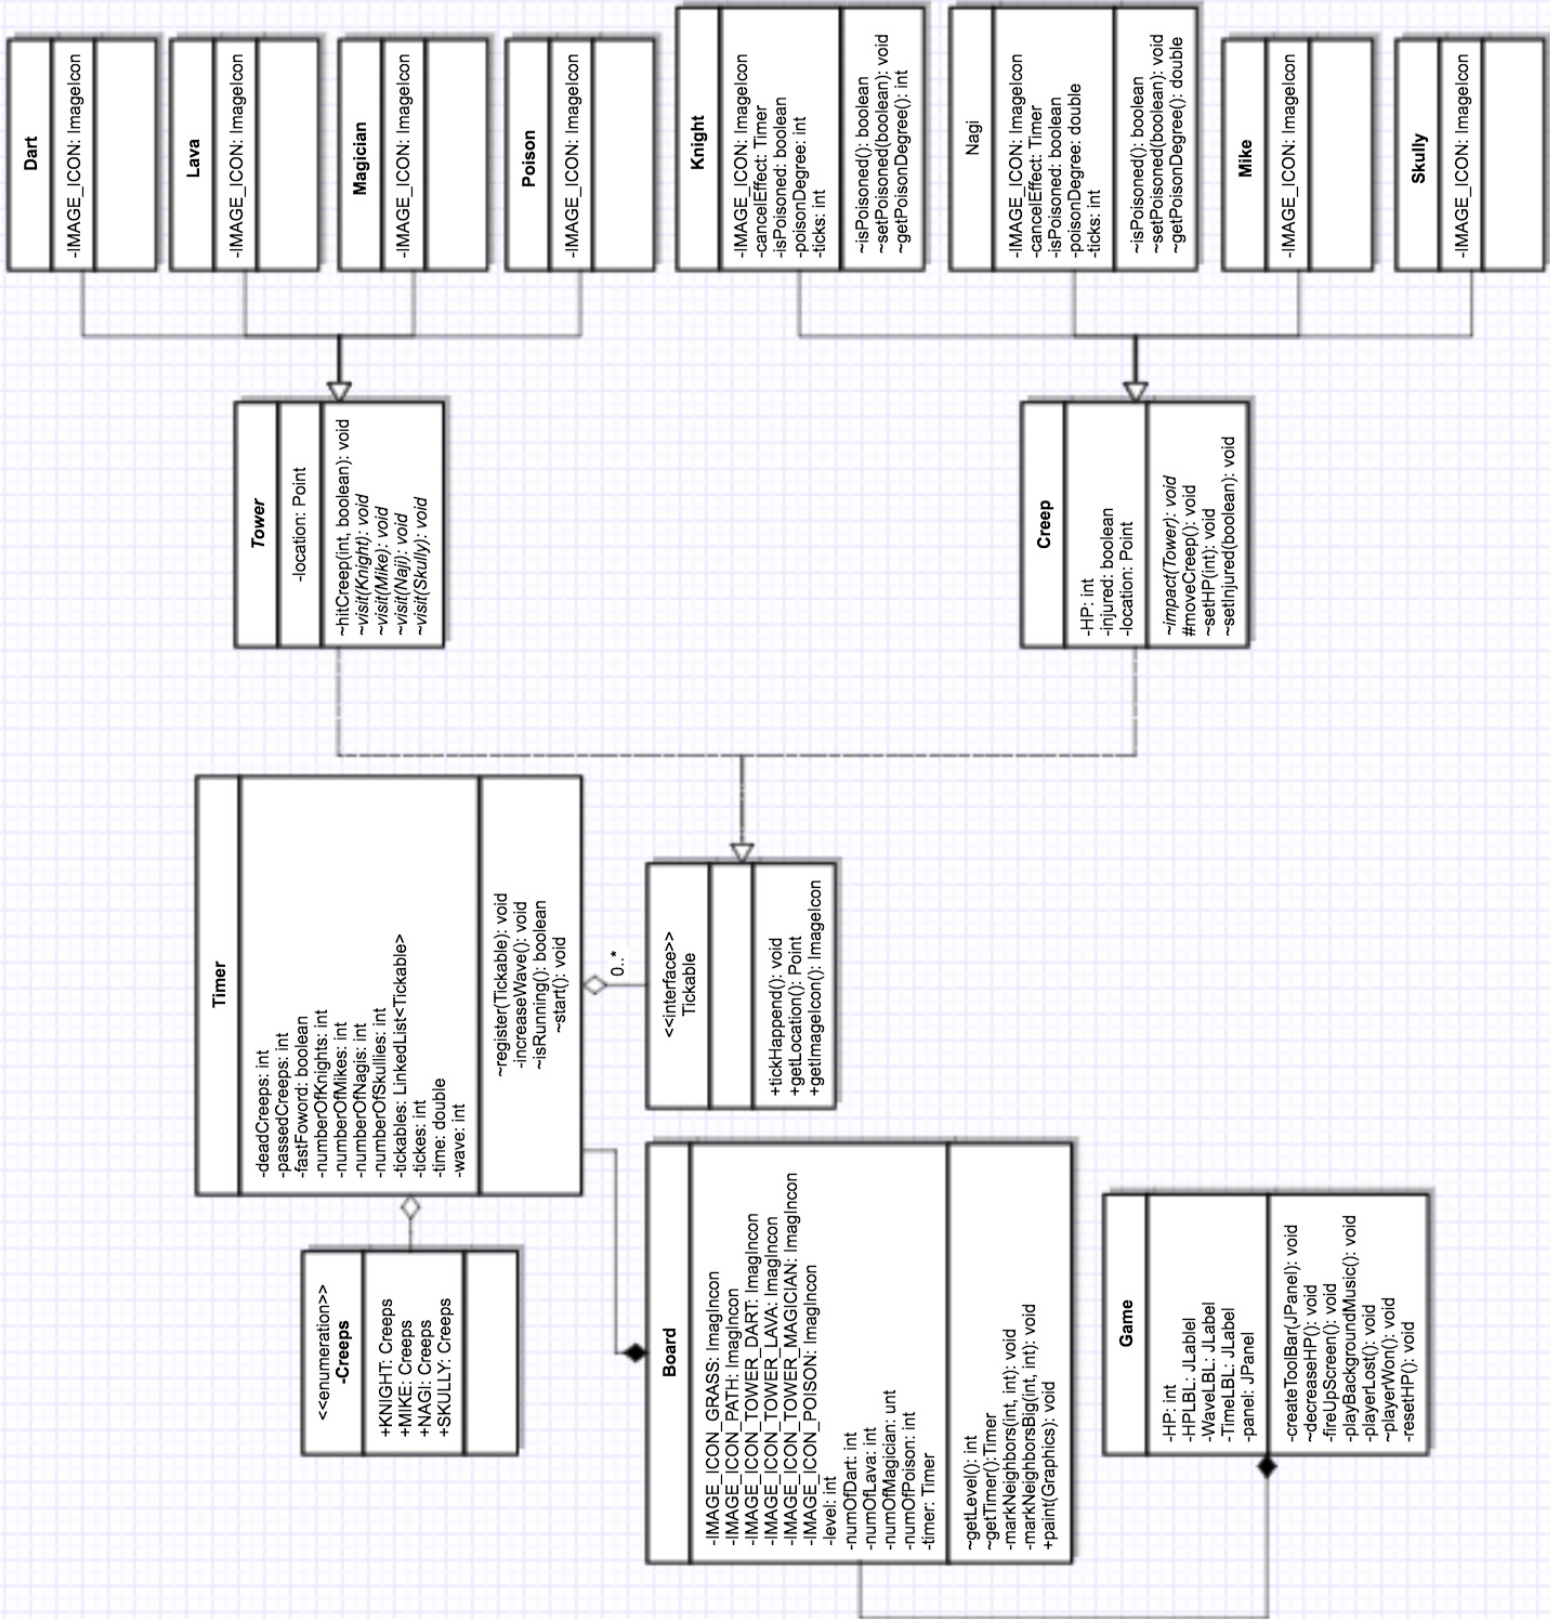 Dart
-IMAGE_ICON: ImageIcon
Lava
-IMAGE_ICON: ImageIcon
Magician
-IMAGE_ICON: ImageIcon
Poison
-IMAGE_ICON: ImageIcon
Knight
-IMAGE_ICON: ImageIcon
-cancelEffect: Timer
-isPoisoned: boolean
-poisonDegree: int
-ticks: int
~isPoisoned(): boolean
~setPoisoned(boolean): void
~getPoisonDegree(): int
Nagi
-IMAGE_ICON: ImageIcon
-cancelEffect: Timer
-isPoisoned: boolean
-poisonDegree: double
-ticks: int
~isPoisoned(): boolean
~setPoisoned(boolean): void
~getPoisonDegree(): double
Mike
-IMAGE_ICON: ImageIcon
Skully
-IMAGE_ICON: ImageIcon
Tower
-location: Point
~hitCreep(int, boolean): void
~visit(Knight): void
~visit(Mike): void
~visit(Naji): void
~visit(Skully): void
Creep
-HP: int
-injured: boolean
-location: Point
~impact(Tower): void
#moveCreep(): void
~setHP(int): void
~setInjured(boolean): void
Timer
-deadCreeps: int
-passedCreeps: int
-fastFoword: boolean
-numberOfKnights: int
-numberOfMikes: int
-numberOfNagis: int
-numberOfSkullies: int
-tickables: LinkedList<Tickable>
-tickes: int
-time: double
-wave: int
~register(Tickable): void
-increaseWave(): void
~isRunning(): boolean
~start(): void
0..*
<<interface>>
Tickable
+tickHappend(): void
+getLocation(): Point
+getImageIcon(): ImageIcon
<<enumeration>>
-Creeps
+KNIGHT: Creeps
+MIKE: Creeps
+NAGI: Creeps
+SKULLY: Creeps
Board
-IMAGE_ICON_GRASS: ImagIncon
-IMAGE_ICON_PATH: ImagIncon
-IMAGE_ICON_TOWER_DART: ImagIncon
-IMAGE_ICON_TOWER_LAVA: ImagIncon
-IMAGE_ICON_TOWER_MAGICIAN: ImagIncon
-IMAGE_ICON_POISON: ImagIncon
-level: int
-numOfDart: int
-numOfLava: int
-numOfMagician: unt
-numOfPoison: int
-timer: Timer
~getLevel(): int
~getTimer():Timer
-markNeighbors(int, int): void
-markNeighborsBig(int, int): void
+paint(Graphics): void
Game
-HP: int
-HPLBL: JLablel
-WaveLBL: JLabel
-TimeLBL: JLabel
-panel: JPanel
-createToolBar(JPanel): void
~decreaseHP(): void
-fireUpScreen(): void
-playBackgroundMusic(): void
-playerLost(): void
~playerWon(): void
-resetHP(): void